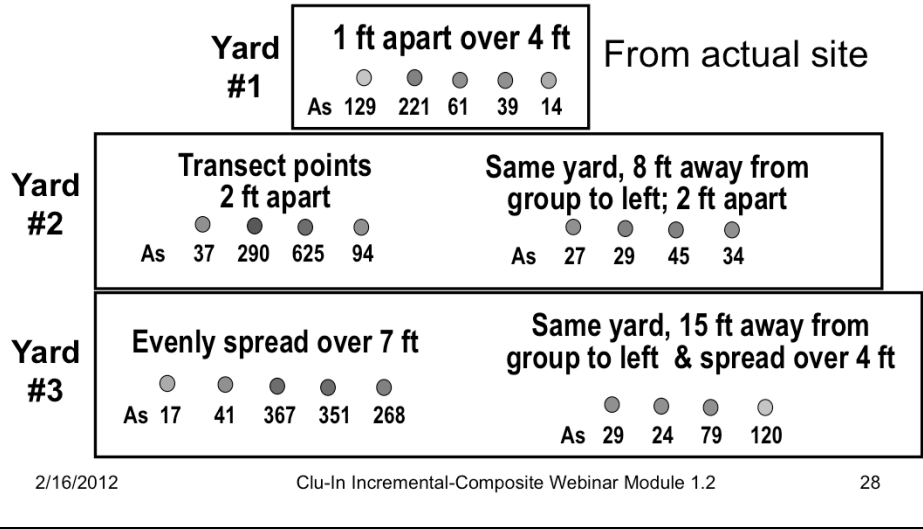 Yard
#1
1 ft apart over 4 ft
As 129 221 61 39 14
From actual site
Yard
#2
Transect points
2 ft apart
As 37 290 625 94
Same yard, 8 ft away from
group to left; 2 ft apart
As 27 29 45 34
Yard
#3
Evenly spread over 7 ft
As 17 41 367 351 268
Same yard, 15 ft away from
group to left & spread over 4 ft
As 29 24 79 120
2/16/2012
Clu-In Incremental-Composite Webinar Module 1.2
28